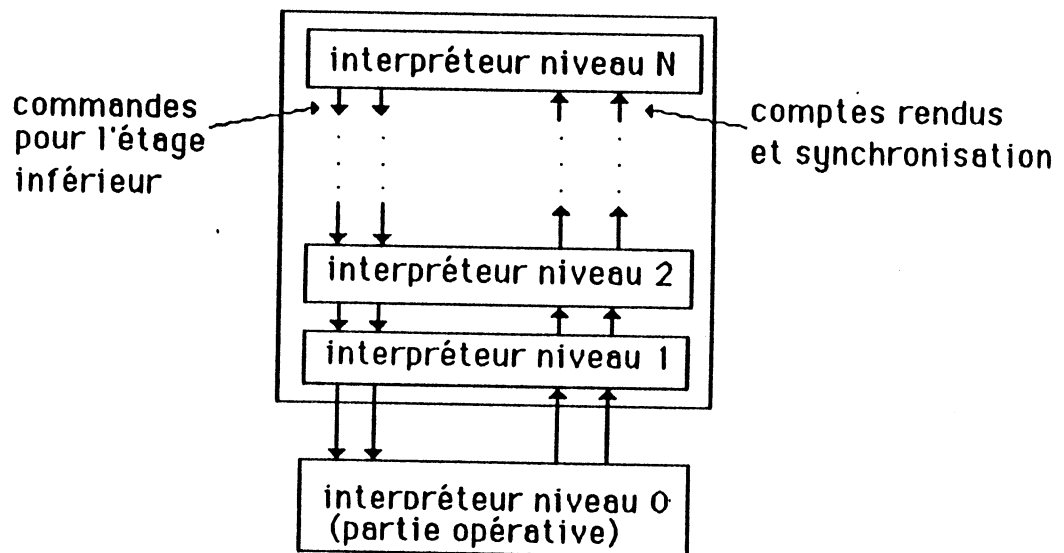 interpréteur niveau N
commandes
pour l'étage
inférieur
comptes rendus
et synchronisation
interpréteur niveau 2
interpréteur niveau 1
interpréteur niveau 0
(partie opérative)